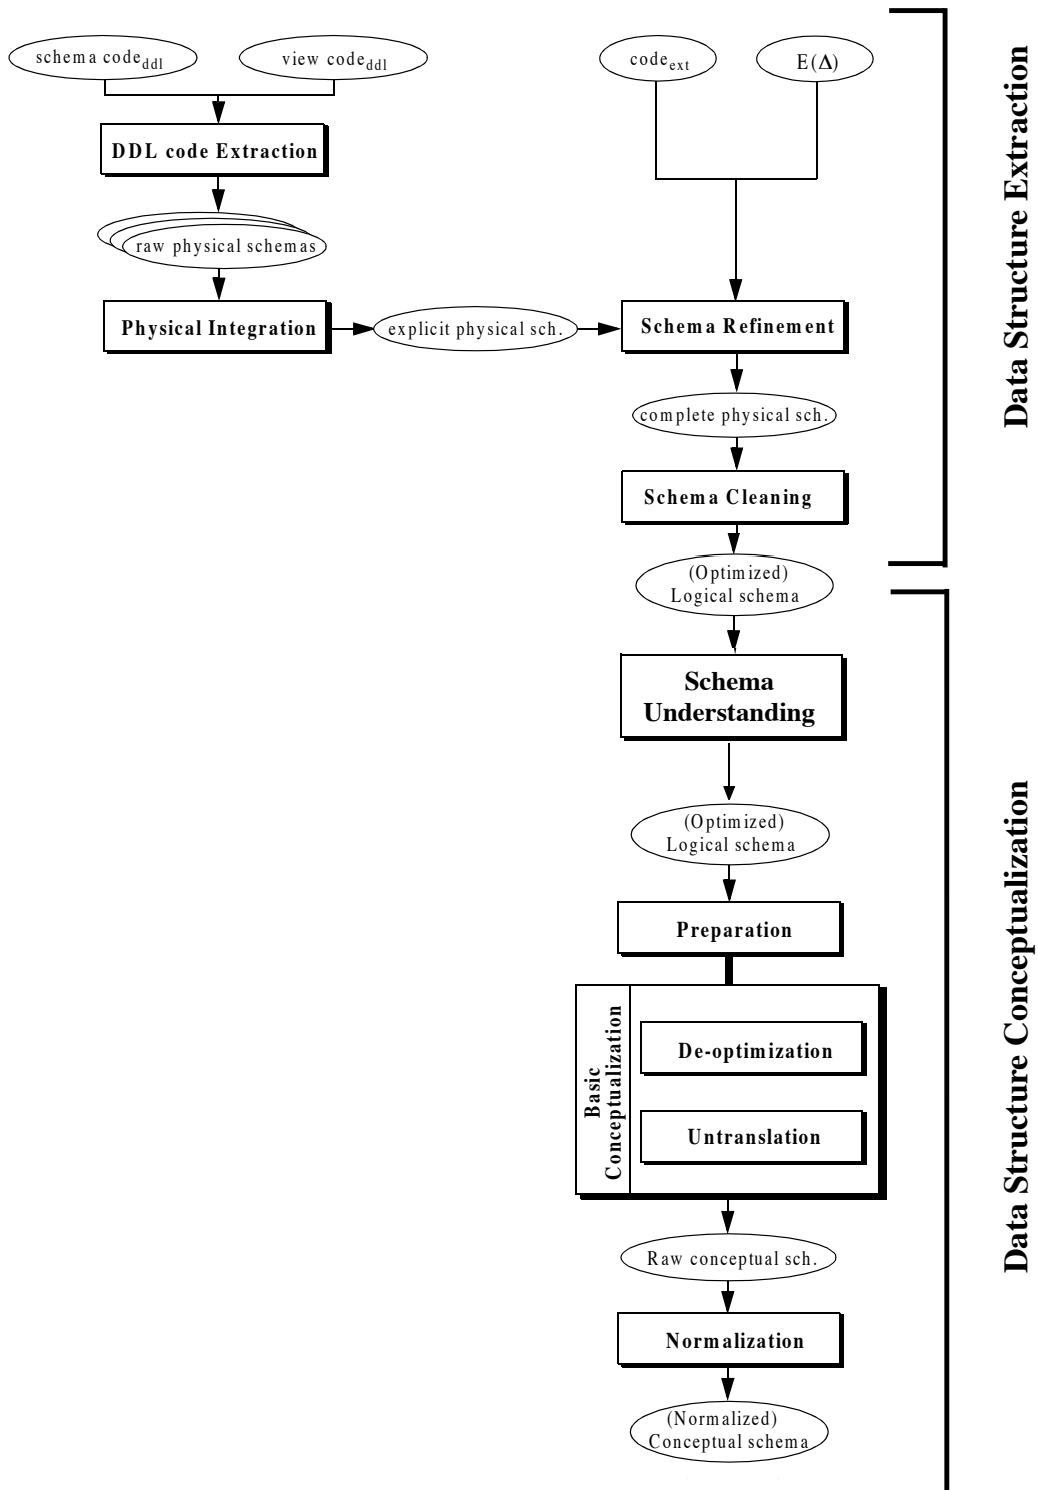 schema code_ddl
view code_ddl
code_ext
E(Δ)
DDL code Extraction
raw physical schemas
Physical Integration
explicit physical sch.
Schema Refinement
complete physical sch.
Schema Cleaning
(Optimized)
Logical schema
Data Structure Extraction
Schema
Understanding
(Optimized)
Logical schema
Preparation
Basic
Conceptualization
De-optimization
Untranslation
Raw conceptual sch.
Normalization
(Normalized)
Conceptual schema
Data Structure Conceptualization